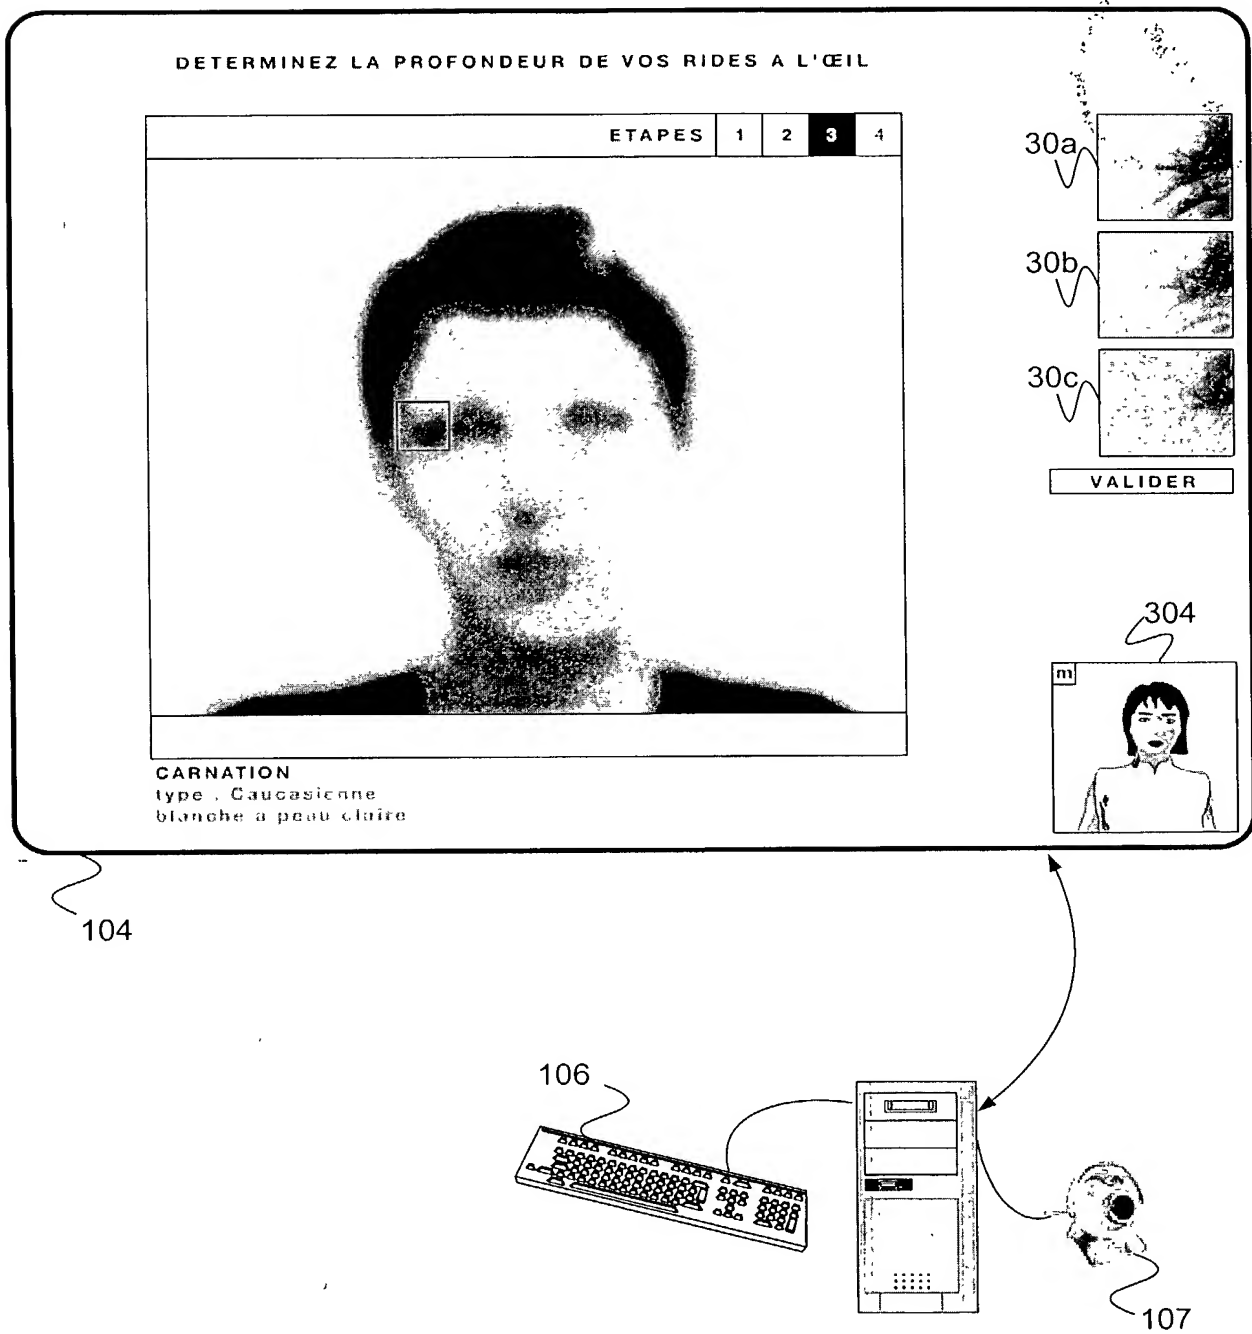 DETERMINEZ LA PROFONDEUR DE VOS RIDES A L'ŒIL
ETAPES 1 2 3 4
30a
30b
30c
VALIDER
304
m
CARNATION
type . Caucasienne
blanche a peau claire
104
106
107